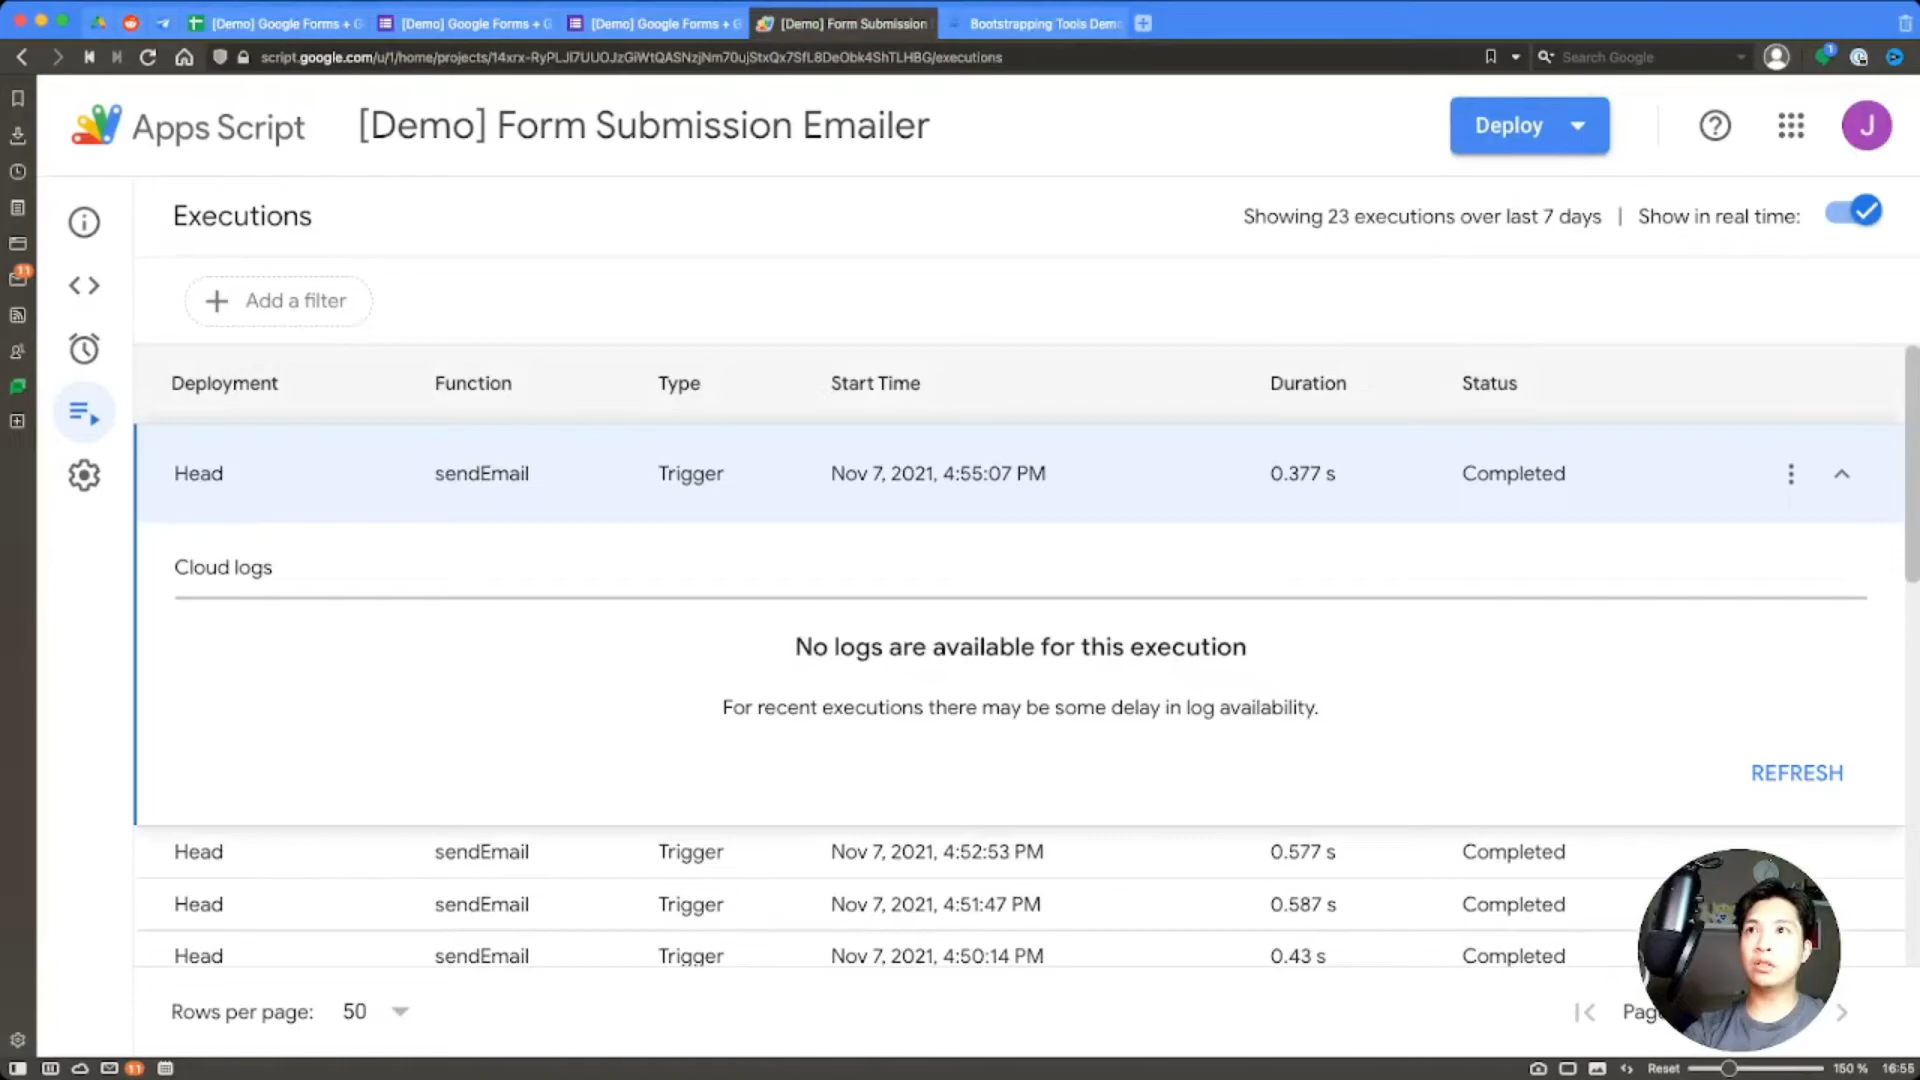 [Demo] Google Forms + G
[Demo] Google Forms + G
[Demo] Google Forms + G
[Demo] Form Submission
Bootstrapping Tools Dem
script.google.com/u/1/home/projects/14xrx-RyPLJl7UUOJzGiWtQASNzjNm70ujStxQx7SfL8DeObk4ShTLHBG/executions
Search Google
1
Apps Script
[Demo] Form Submission Emailer
Deploy
J
Executions
Showing 23 executions over last 7 days | Show in real time:
11
Add a filter
Deployment Function Type Start Time Duration Status
Head sendEmail Trigger Nov 7, 2021, 4:55:07 PM 0.377 s Completed
Cloud logs
No logs are available for this execution
For recent executions there may be some delay in log availability.
REFRESH
Head sendEmail Trigger Nov 7, 2021, 4:52:53 PM 0.577 s Completed
Head sendEmail Trigger Nov 7, 2021, 4:51:47 PM 0.587 s Completed
Head sendEmail Trigger Nov 7, 2021, 4:50:14 PM 0.43 s Completed
Rows per page: 50
Page
11
Reset 150 % 16:55